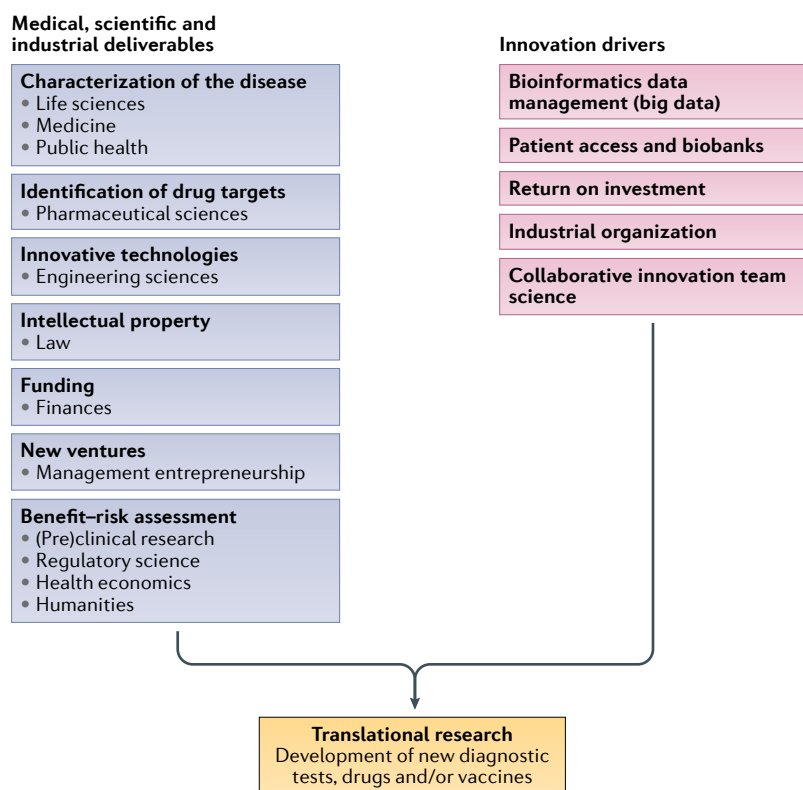 Medical, scientific and
industrial deliverables
Characterization of the disease
• Life sciences
• Medicine
• Public health
Identification of drug targets
• Pharmaceutical sciences
Innovative technologies
• Engineering sciences
Intellectual property
• Law
Funding
• Finances
New ventures
• Management entrepreneurship
Benefit–risk assessment
• (Pre)clinical research
• Regulatory science
• Health economics
• Humanities
Innovation drivers
Bioinformatics data
management (big data)
Patient access and biobanks
Return on investment
Industrial organization
Collaborative innovation team
science
Translational research
Development of new diagnostic
tests, drugs and/or vaccines